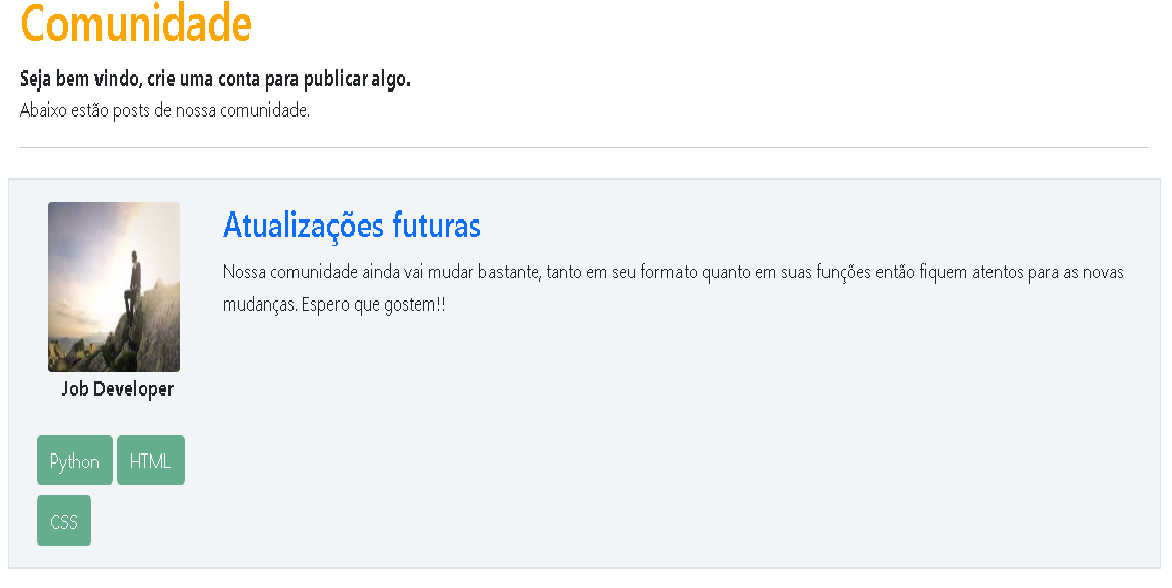 Comunidade
Seja bem vindo, crie uma conta para publicar algo.
Abaixo estão posts de nossa comunidade.
Atualizações futuras
Nossa comunidade ainda vai mudar bastante, tanto em seu formato quanto em suas funções então fiquem atentos para as novas
mudanças. Espero que gostem!!
Job Developer
Python HTML
CSS